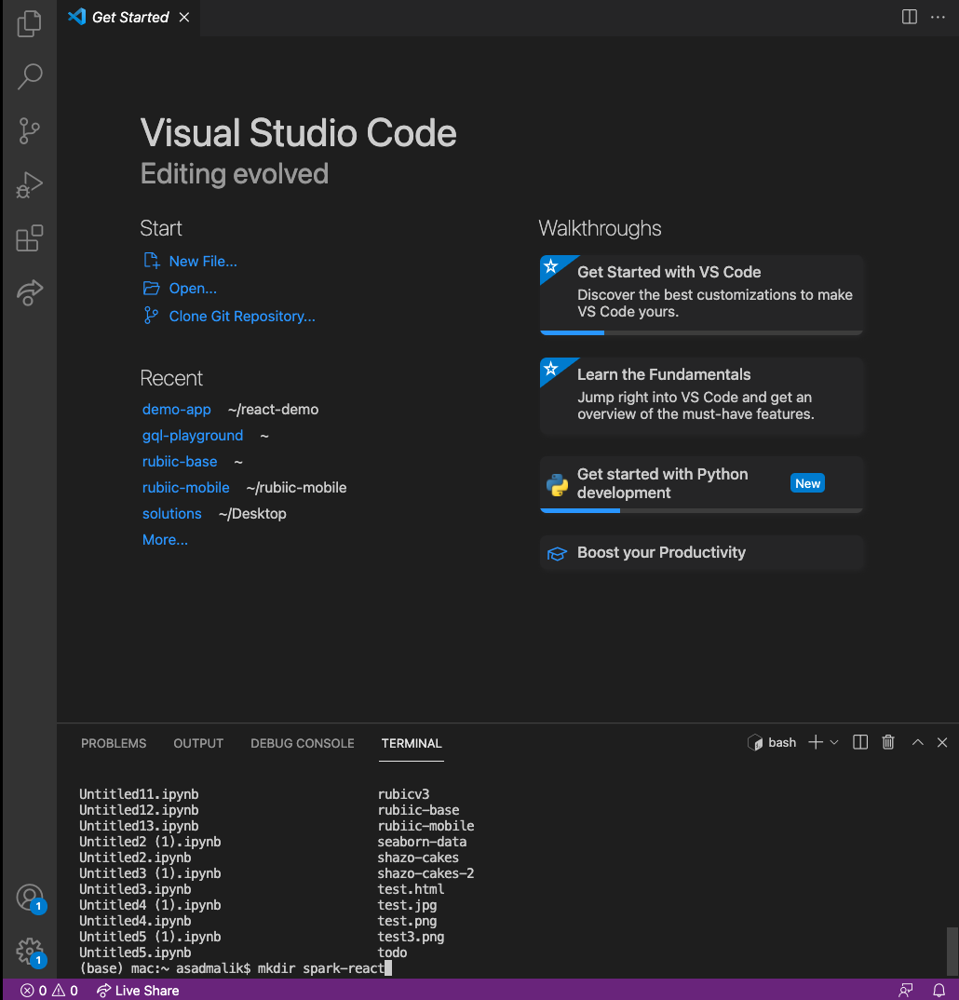 Get Started
Visual Studio Code
Editing evolved
Start
New File...
Open...
Clone Git Repository...
Recent
demo-app ~/react-demo
gql-playground ~
rubiic-base ~
rubiic-mobile ~/rubiic-mobile
solutions ~/Desktop
More...
Walkthroughs
Get Started with VS Code
Discover the best customizations to make
VS Code yours.
Learn the Fundamentals
Jump right into VS Code and get an
overview of the must-have features.
Get started with Python
development
New
Boost your Productivity
PROBLEMS OUTPUT DEBUG CONSOLE TERMINAL bash
Untitled11.ipynb rubicv3
Untitled12.ipynb rubiic-base
Untitled13.ipynb rubiic-mobile
Untitled2 (1).ipynb seaborn-data
Untitled2.ipynb shazo-cakes
Untitled3 (1).ipynb shazo-cakes-2
Untitled3.ipynb test.html
Untitled4 (1).ipynb test.jpg
Untitled4.ipynb test.png
Untitled5 (1).ipynb test3.png
Untitled5.ipynb todo
(base) mac:~ asadmalik$ mkdir spark-react
1
1
0 0 Live Share